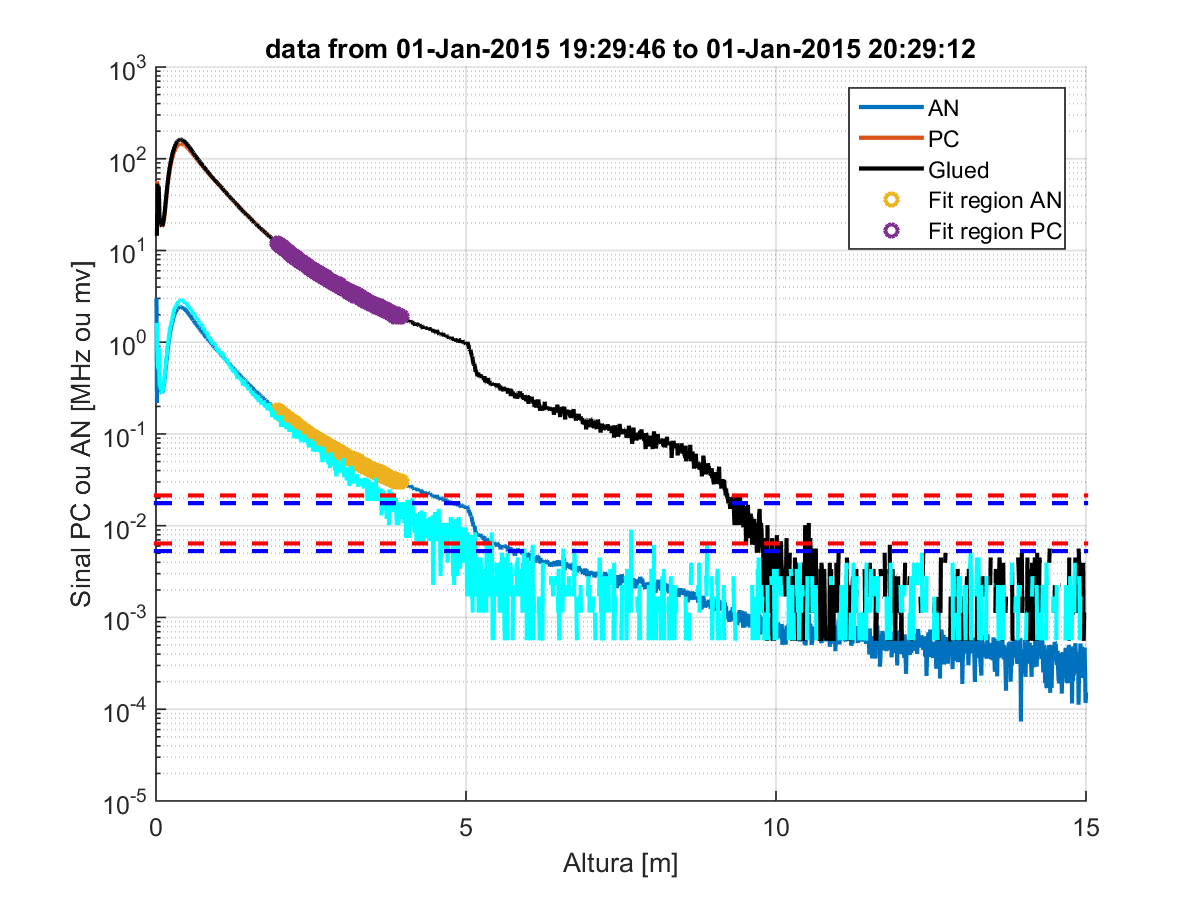 data from 01-Jan-2015 19:29:46 to 01-Jan-2015 20:29:12
10^3
10^2
10^1
10^0
10^-1
10^-2
10^-3
10^-4
10^-5
Sinal PC ou AN [MHz ou mv]
AN
PC
Glued
Fit region AN
Fit region PC
0 5 10 15
Altura [m]